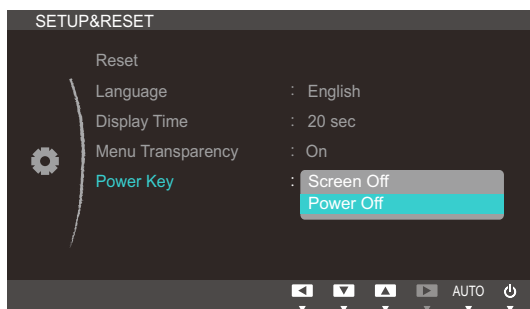 SETUP&RESET
Reset
Language : English
Display Time : 20 sec
Menu Transparency : On
Power Key : Screen Off
Power Off
AUTO